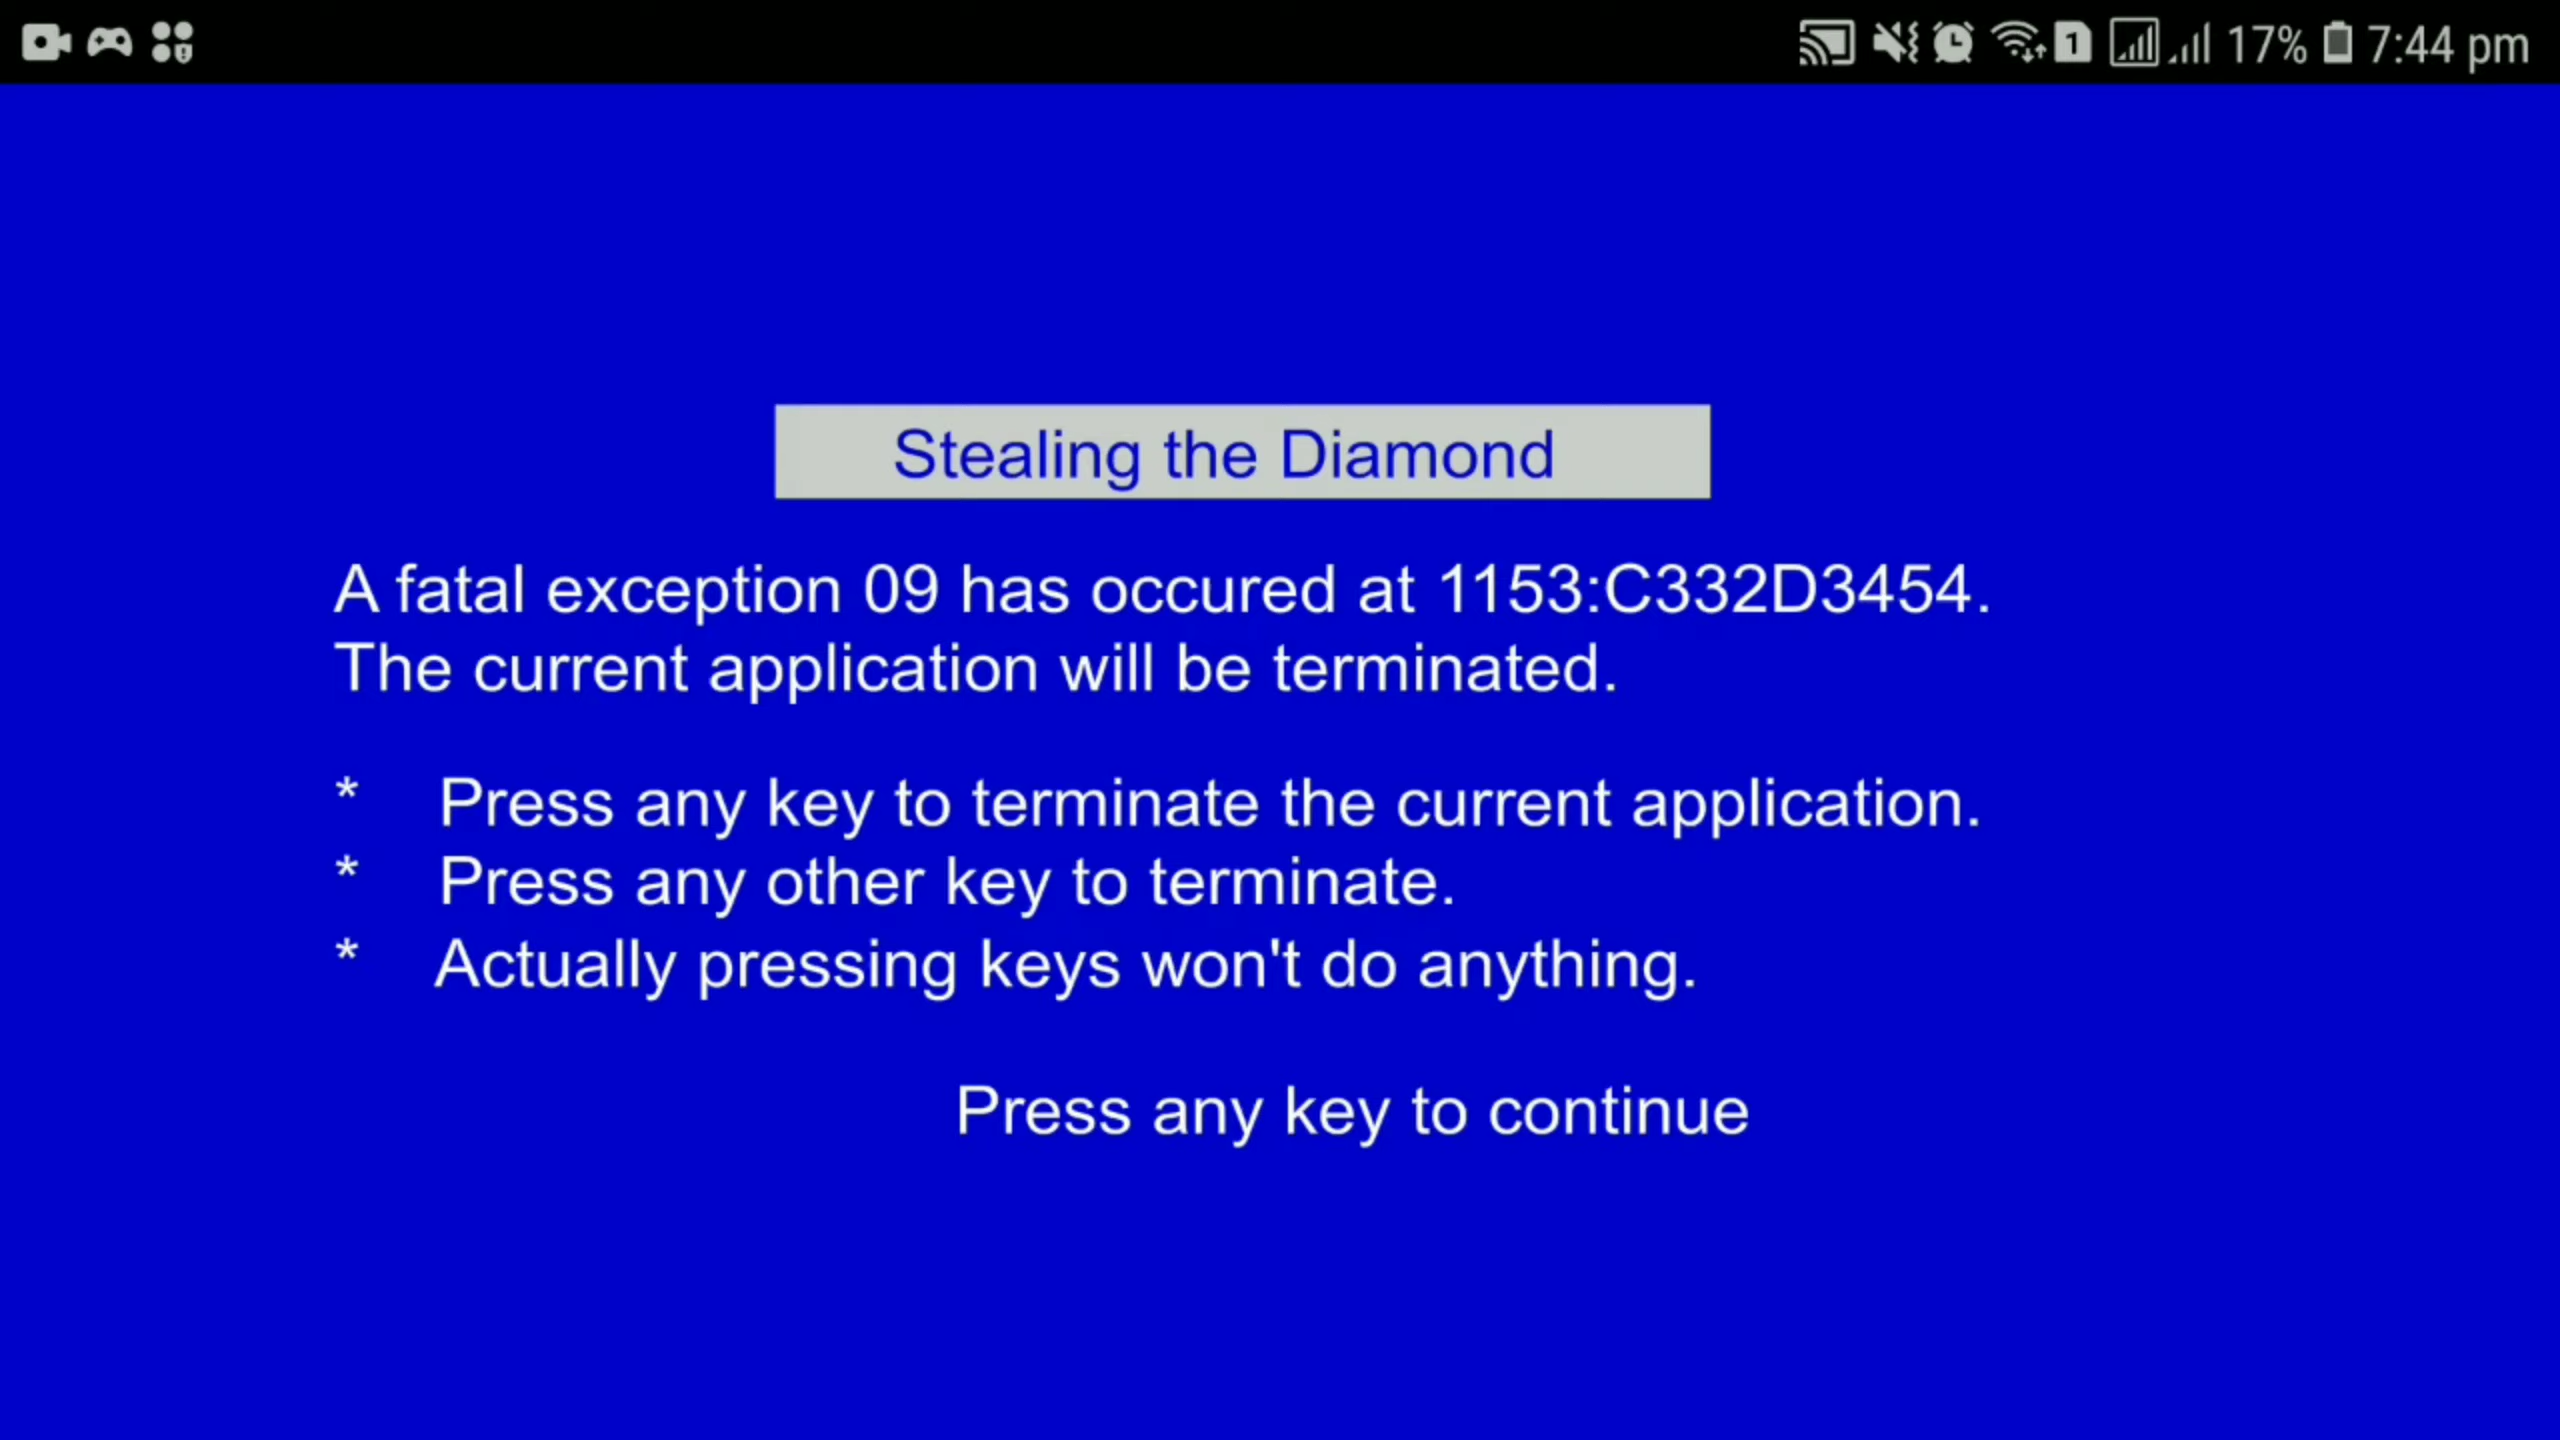 1 17% 7:44 pm
Stealing the Diamond
A fatal exception 09 has occured at 1153:C332D3454.
The current application will be terminated.
* Press any key to terminate the current application.
* Press any other key to terminate.
* Actually pressing keys won't do anything.
Press any key to continue